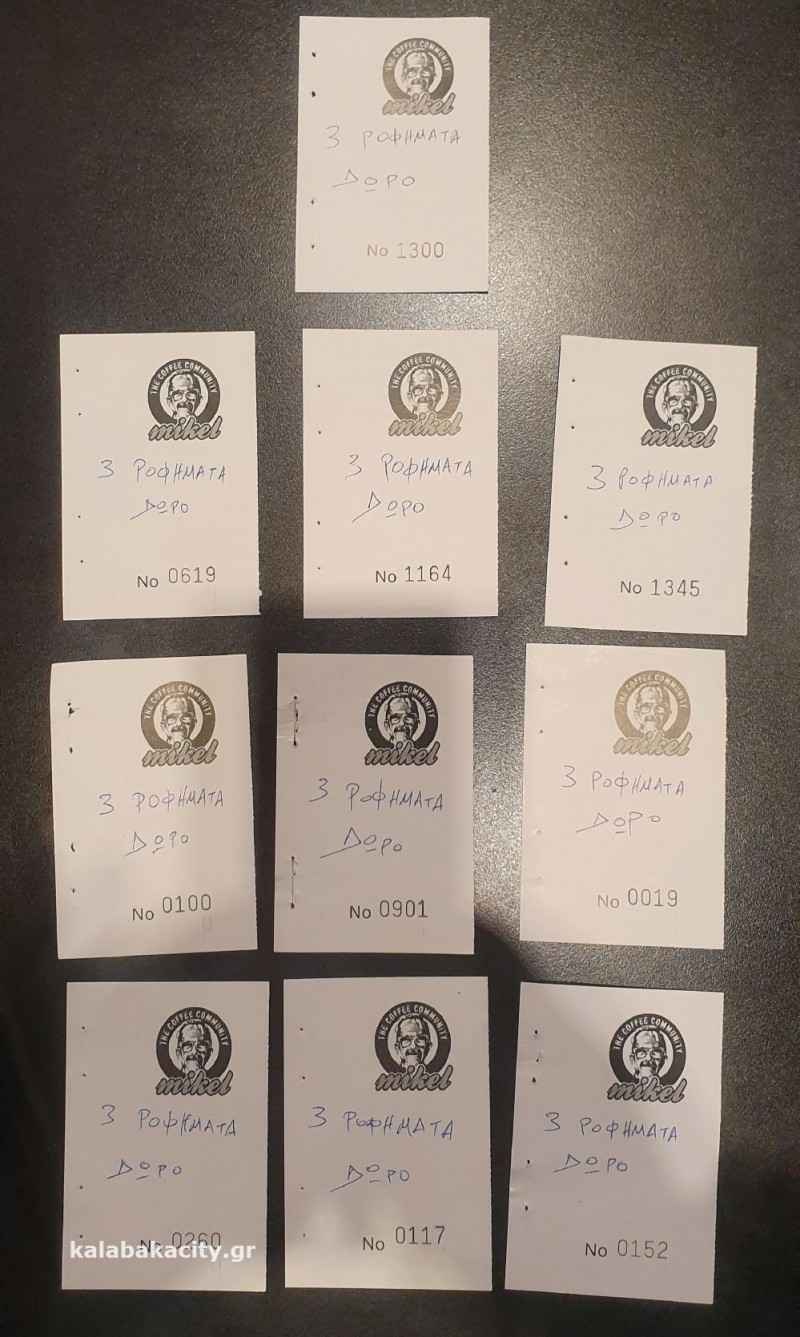 THE COFFEE COMMUNITY
mikel
3 ΡΟΦΗΜΑΤΑ
ΔΩΡΟ
No 1300
THE COFFEE COMMUNITY
mikel
3 ΡΟΦΗΜΑΤΑ
ΔΩΡΟ
No 0619
THE COFFEE COMMUNITY
mikel
3 ΡΟΦΗΜΑΤΑ
ΔΩΡΟ
No 1164
THE COFFEE COMMUNITY
mikel
3 ΡΟΦΗΜΑΤΑ
ΔΩΡΟ
No 1345
THE COFFEE COMMUNITY
mikel
3 ΡΟΦΗΜΑΤΑ
ΔΩΡΟ
No 0100
THE COFFEE COMMUNITY
mikel
3 ΡΟΦΗΜΑΤΑ
ΔΩΡΟ
No 0901
THE COFFEE COMMUNITY
mikel
3 ΡΟΦΗΜΑΤΑ
ΔΩΡΟ
No 0019
THE COFFEE COMMUNITY
mikel
3 ΡΟΦΗΜΑΤΑ
ΔΩΡΟ
No 0260
THE COFFEE COMMUNITY
mikel
3 ΡΟΦΗΜΑΤΑ
ΔΩΡΟ
No 0117
THE COFFEE COMMUNITY
mikel
3 ΡΟΦΗΜΑΤΑ
ΔΩΡΟ
No 0152
kalabakacity.gr